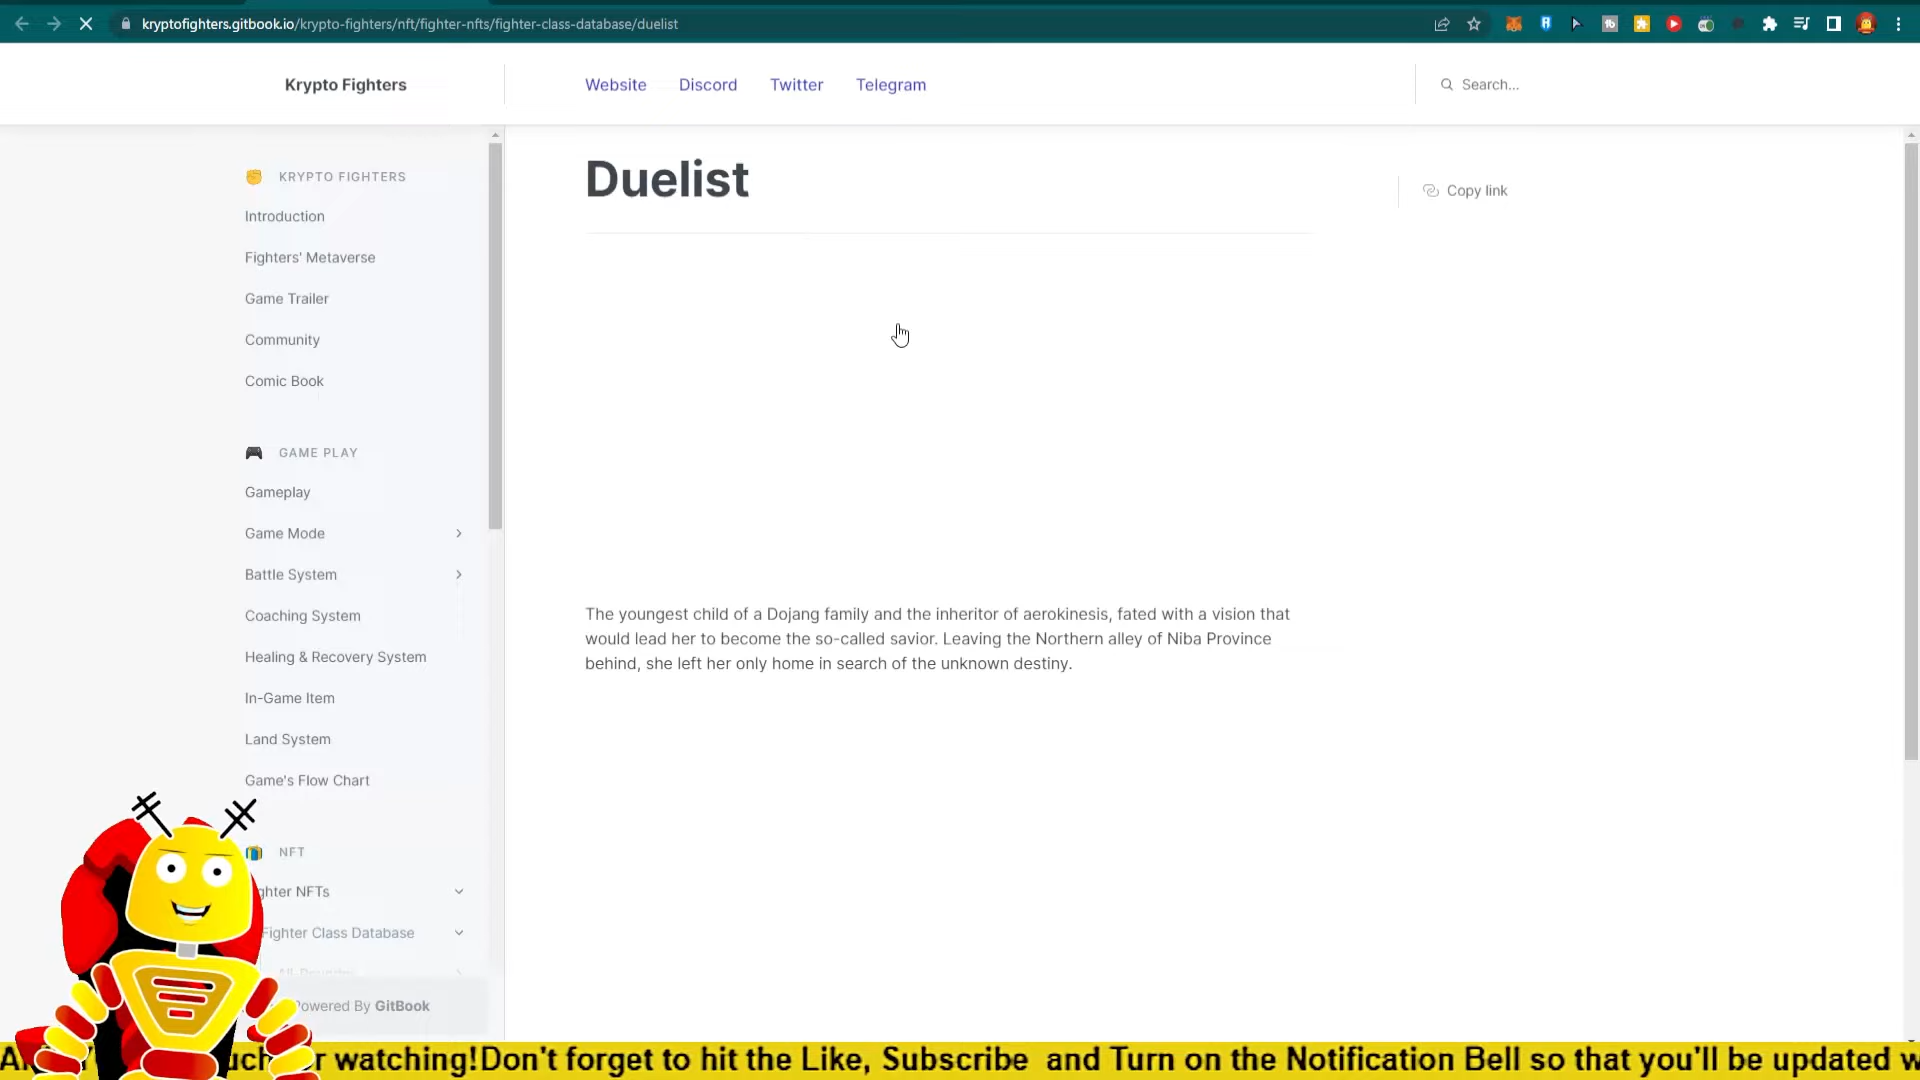 kryptofighters.gitbook.io/krypto-fighters/nft/fighter-nfts/fighter-class-database/duelist
Krypto Fighters
Website
Discord
Twitter
Telegram
Search...
KRYPTO FIGHTERS
Introduction
Fighters' Metaverse
Game Trailer
Community
Comic Book
GAME PLAY
Gameplay
Game Mode
Battle System
Coaching System
Healing & Recovery System
In-Game Item
Land System
Game's Flow Chart
NFT
ghter NFTs
Fighter Class Database
Powered By GitBook
Duelist
Copy link
The youngest child of a Dojang family and the inheritor of aerokinesis, fated with a vision that
would lead her to become the so-called savior. Leaving the Northern alley of Niba Province
behind, she left her only home in search of the unknown destiny.
watching!Don't forget to hit the Like, Subscribe and Turn on the Notification Bell so that you'll be updated